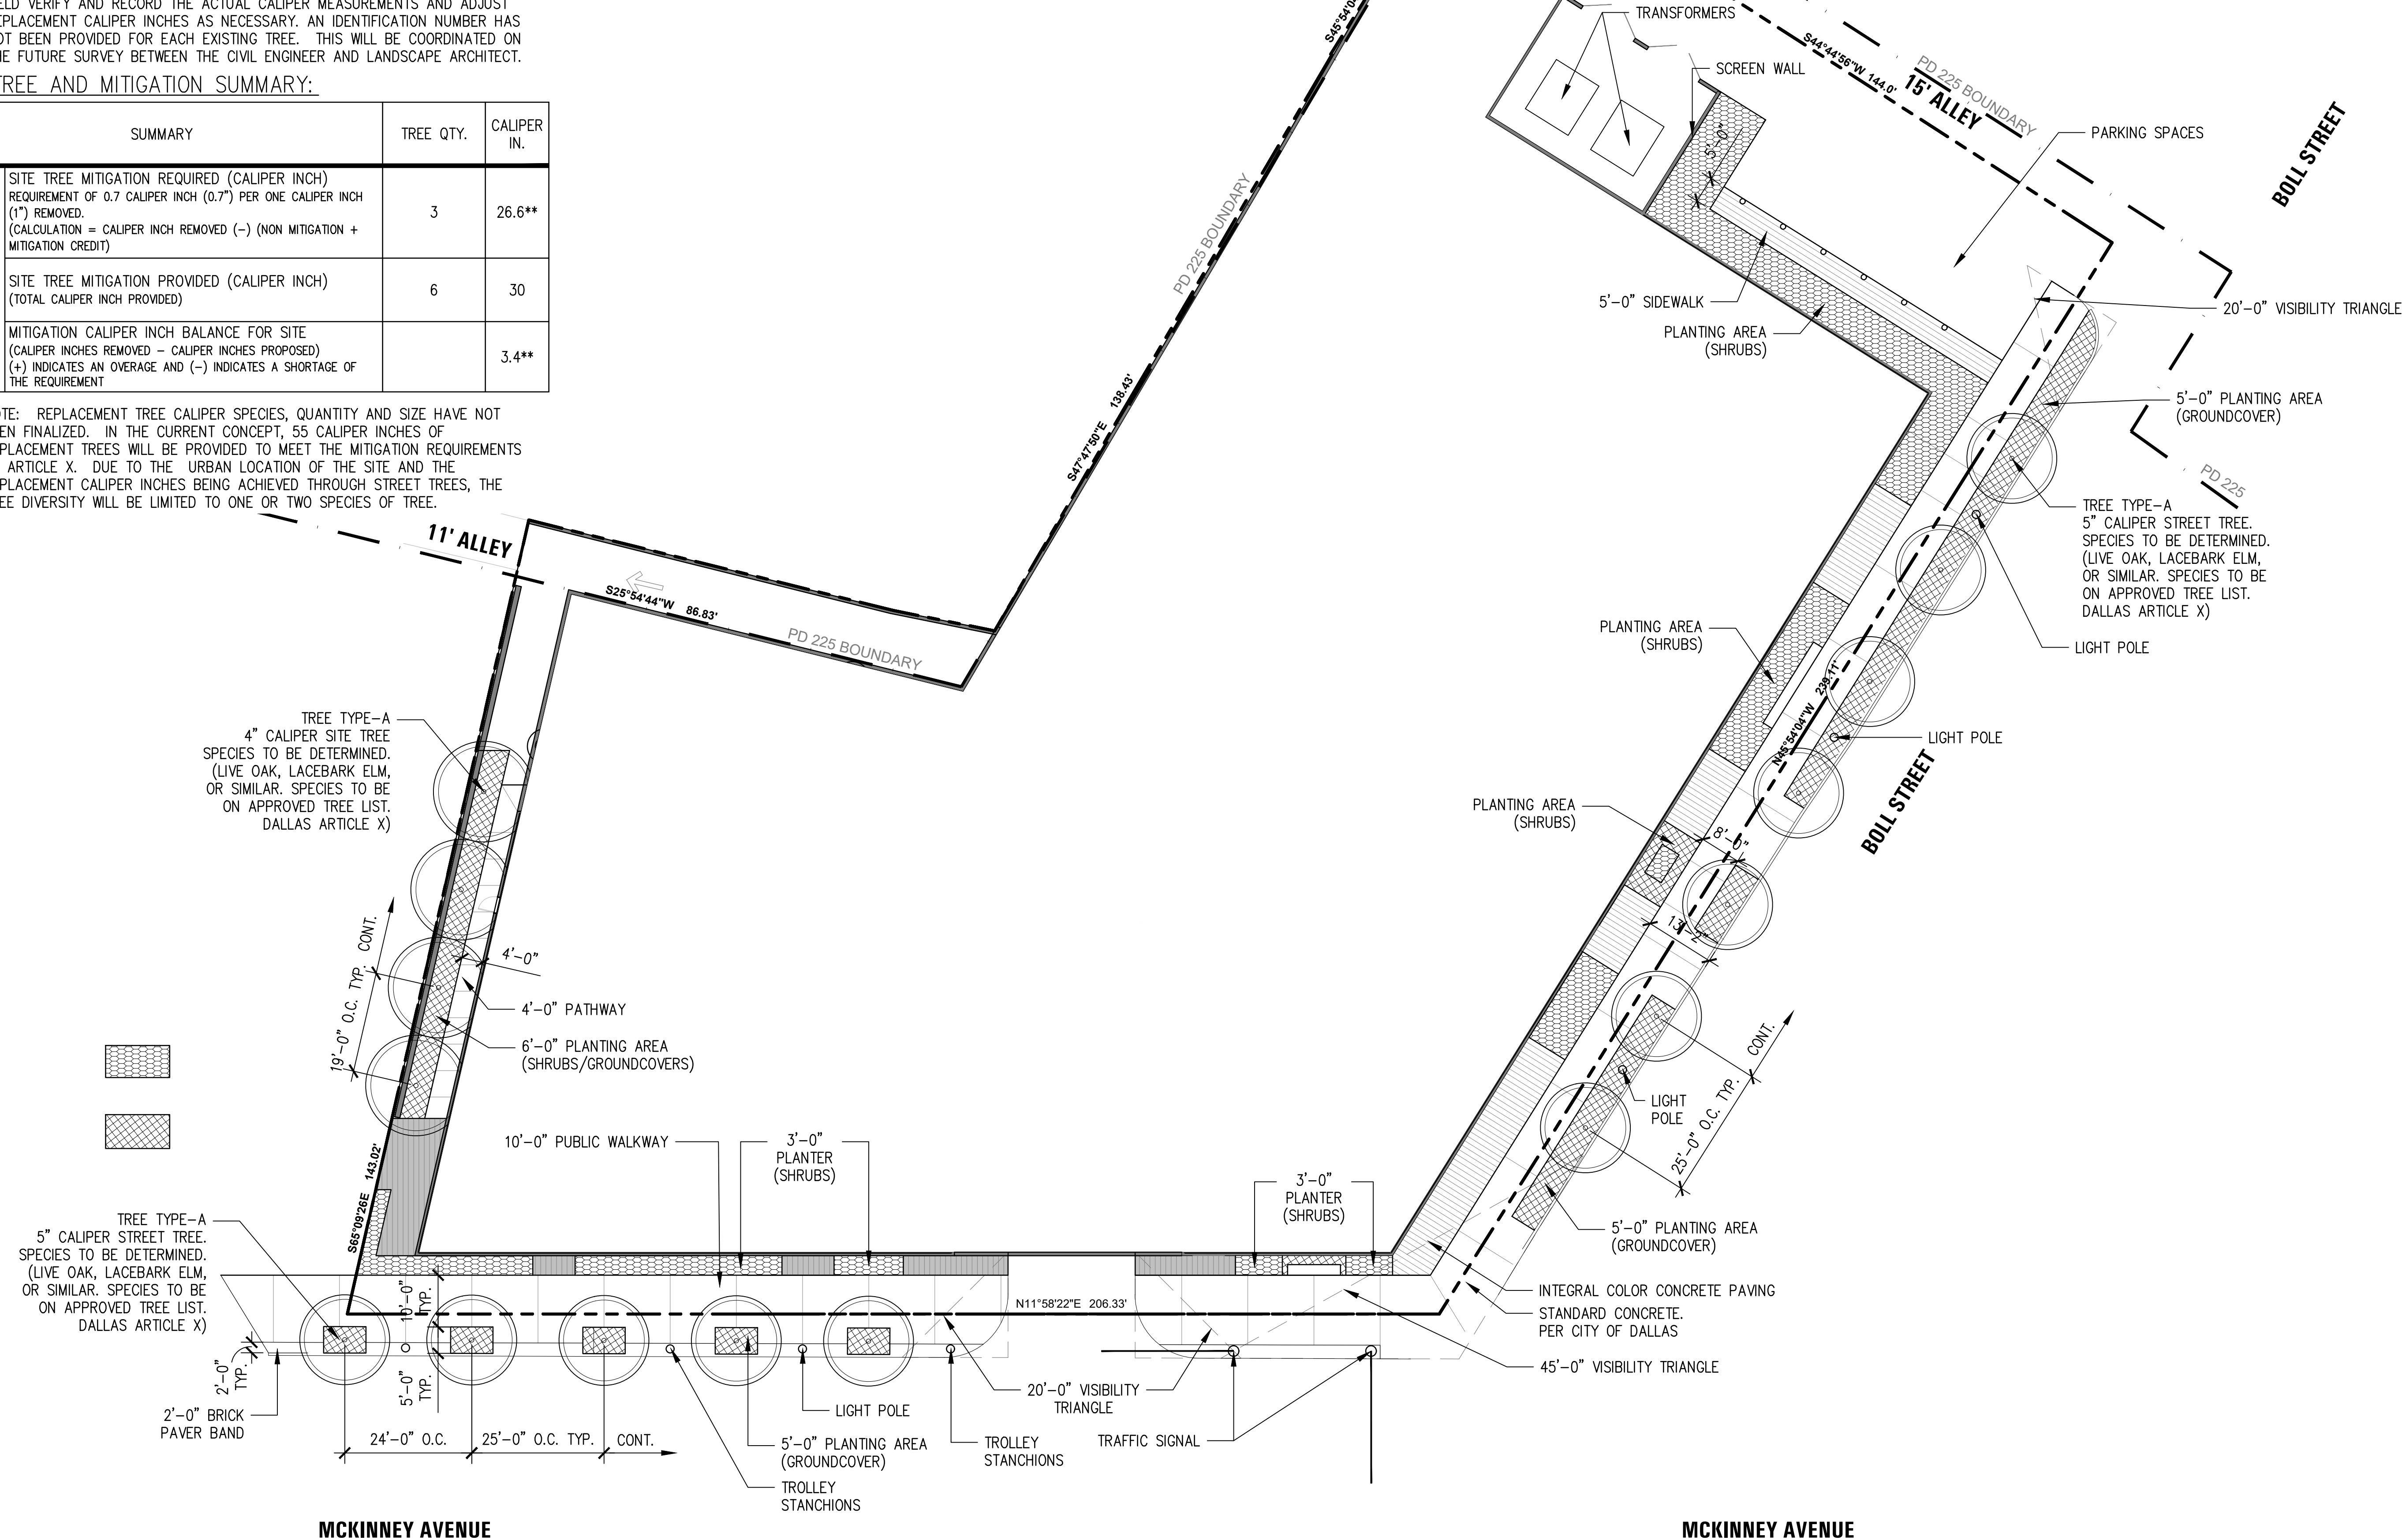 VERIFY AND RECORD THE ACTUAL CALIPER MEASUREMENTS AND ADJUST
CALIPER INCHES AS NECESSARY. AN IDENTIFICATION NUMBER HAS
BEEN PROVIDED FOR EACH EXISTING TREE. THIS WILL BE COORDINATED ON
FUTURE SURVEY BETWEEN THE CIVIL ENGINEER AND LANDSCAPE ARCHITECT.
TREE AND MITIGATION SUMMARY:
SUMMARY
TREE QTY.
CALIPER
IN.
SITE TREE MITIGATION REQUIRED (CALIPER INCH)
REQUIREMENT OF 0.7 CALIPER INCH (0.7") PER ONE CALIPER INCH
(1") REMOVED.
(CALCULATION = CALIPER INCH REMOVED (-) (NON MITIGATION +
MITIGATION CREDIT)
3
26.6**
SITE TREE MITIGATION PROVIDED (CALIPER INCH)
(TOTAL CALIPER INCH PROVIDED)
6
30
MITIGATION CALIPER INCH BALANCE FOR SITE
(CALIPER INCHES REMOVED – CALIPER INCHES PROPOSED)
(+) INDICATES AN OVERAGE AND (-) INDICATES A SHORTAGE OF
THE REQUIREMENT
3.4**
REPLACEMENT TREE CALIPER SPECIES, QUANTITY AND SIZE HAVE NOT
FINALIZED. IN THE CURRENT CONCEPT, 55 CALIPER INCHES OF
TREES WILL BE PROVIDED TO MEET THE MITIGATION REQUIREMENTS
ARTICLE X. DUE TO THE URBAN LOCATION OF THE SITE AND THE
CALIPER INCHES BEING ACHIEVED THROUGH STREET TREES, THE
DIVERSITY WILL BE LIMITED TO ONE OR TWO SPECIES OF TREE.
11' ALLEY
S25°54'44"W 86.83'
PD 225 BOUNDARY
S47°47'50"E 138.43'
PD 225 BOUNDARY
TRANSFORMERS
SCREEN WALL
S44°44'56"W 144.0'
PD 225 BOUNDARY
15' ALLEY
PARKING SPACES
BOLL STREET
5'-0"
5'-0" SIDEWALK
PLANTING AREA
(SHRUBS)
20'-0" VISIBILITY TRIANGLE
5'-0" PLANTING AREA
(GROUNDCOVER)
PD 225
TREE TYPE-A
5" CALIPER STREET TREE.
SPECIES TO BE DETERMINED.
(LIVE OAK, LACEBARK ELM,
OR SIMILAR. SPECIES TO BE
ON APPROVED TREE LIST.
DALLAS ARTICLE X)
LIGHT POLE
PLANTING AREA
(SHRUBS)
N45°54'04"W 239.11'
LIGHT POLE
BOLL STREET
PLANTING AREA
(SHRUBS)
8'-0"
13'-2"
TREE TYPE-A
4" CALIPER SITE TREE
SPECIES TO BE DETERMINED.
(LIVE OAK, LACEBARK ELM,
OR SIMILAR. SPECIES TO BE
ON APPROVED TREE LIST.
DALLAS ARTICLE X)
19'-0" O.C. TYP. CONT.
4'-0"
4'-0" PATHWAY
6'-0" PLANTING AREA
(SHRUBS/GROUNDCOVERS)
LIGHT
POLE
25'-0" O.C. TYP. CONT.
10'-0" PUBLIC WALKWAY
3'-0"
PLANTER
(SHRUBS)
3'-0"
PLANTER
(SHRUBS)
S65°09'26E 143.02'
5'-0" PLANTING AREA
(GROUNDCOVER)
TREE TYPE-A
5" CALIPER STREET TREE.
SPECIES TO BE DETERMINED.
(LIVE OAK, LACEBARK ELM,
OR SIMILAR. SPECIES TO BE
ON APPROVED TREE LIST.
DALLAS ARTICLE X)
10'-0"
TYP.
N11°58'22"E 206.33'
INTEGRAL COLOR CONCRETE PAVING
STANDARD CONCRETE.
PER CITY OF DALLAS
45'-0" VISIBILITY TRIANGLE
2'-0"
TYP.
5'-0"
TYP.
2'-0" BRICK
PAVER BAND
20'-0" VISIBILITY
TRIANGLE
LIGHT POLE
24'-0" O.C.
25'-0" O.C. TYP.
CONT.
5'-0" PLANTING AREA
(GROUNDCOVER)
TROLLEY
STANCHIONS
TRAFFIC SIGNAL
TROLLEY
STANCHIONS
MCKINNEY AVENUE
MCKINNEY AVENUE